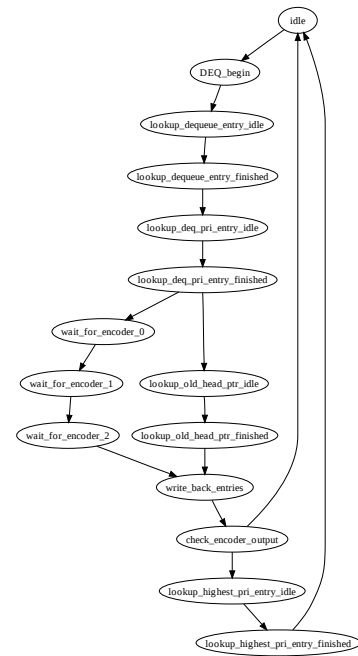 idle
DEQ_begin
lookup_dequeue_entry_idle
lookup_dequeue_entry_finished
lookup_deq_pri_entry_idle
lookup_deq_pri_entry_finished
wait_for_encoder_0
wait_for_encoder_1
lookup_old_head_ptr_idle
wait_for_encoder_2
lookup_old_head_ptr_finished
write_back_entries
check_encoder_output
lookup_highest_pri_entry_idle
lookup_highest_pri_entry_finished